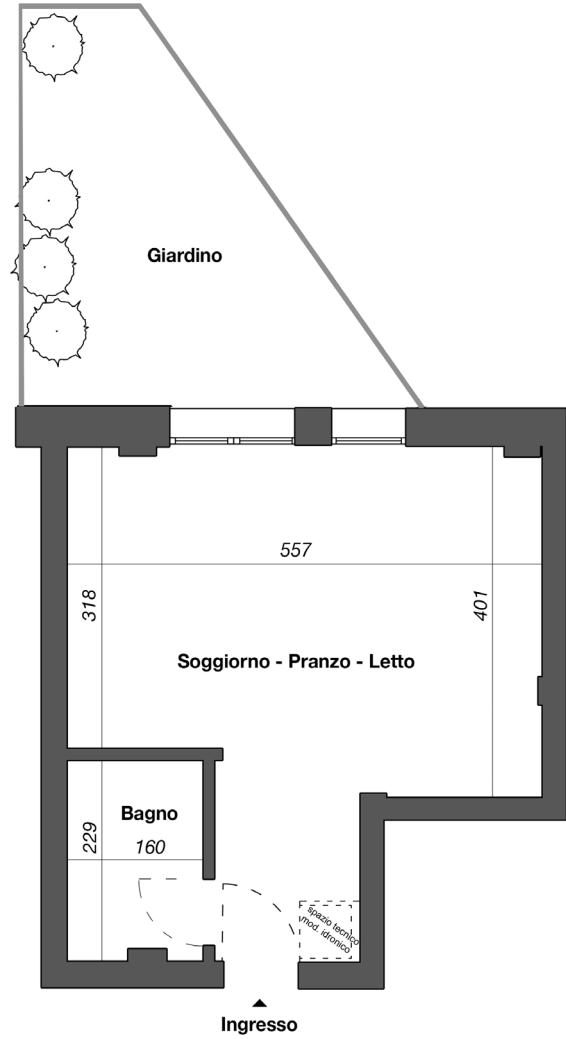 Giardino
557
318
401
Soggiorno - Pranzo - Letto
Bagno
229
160
spazio tecnico
mod. idronico
Ingresso